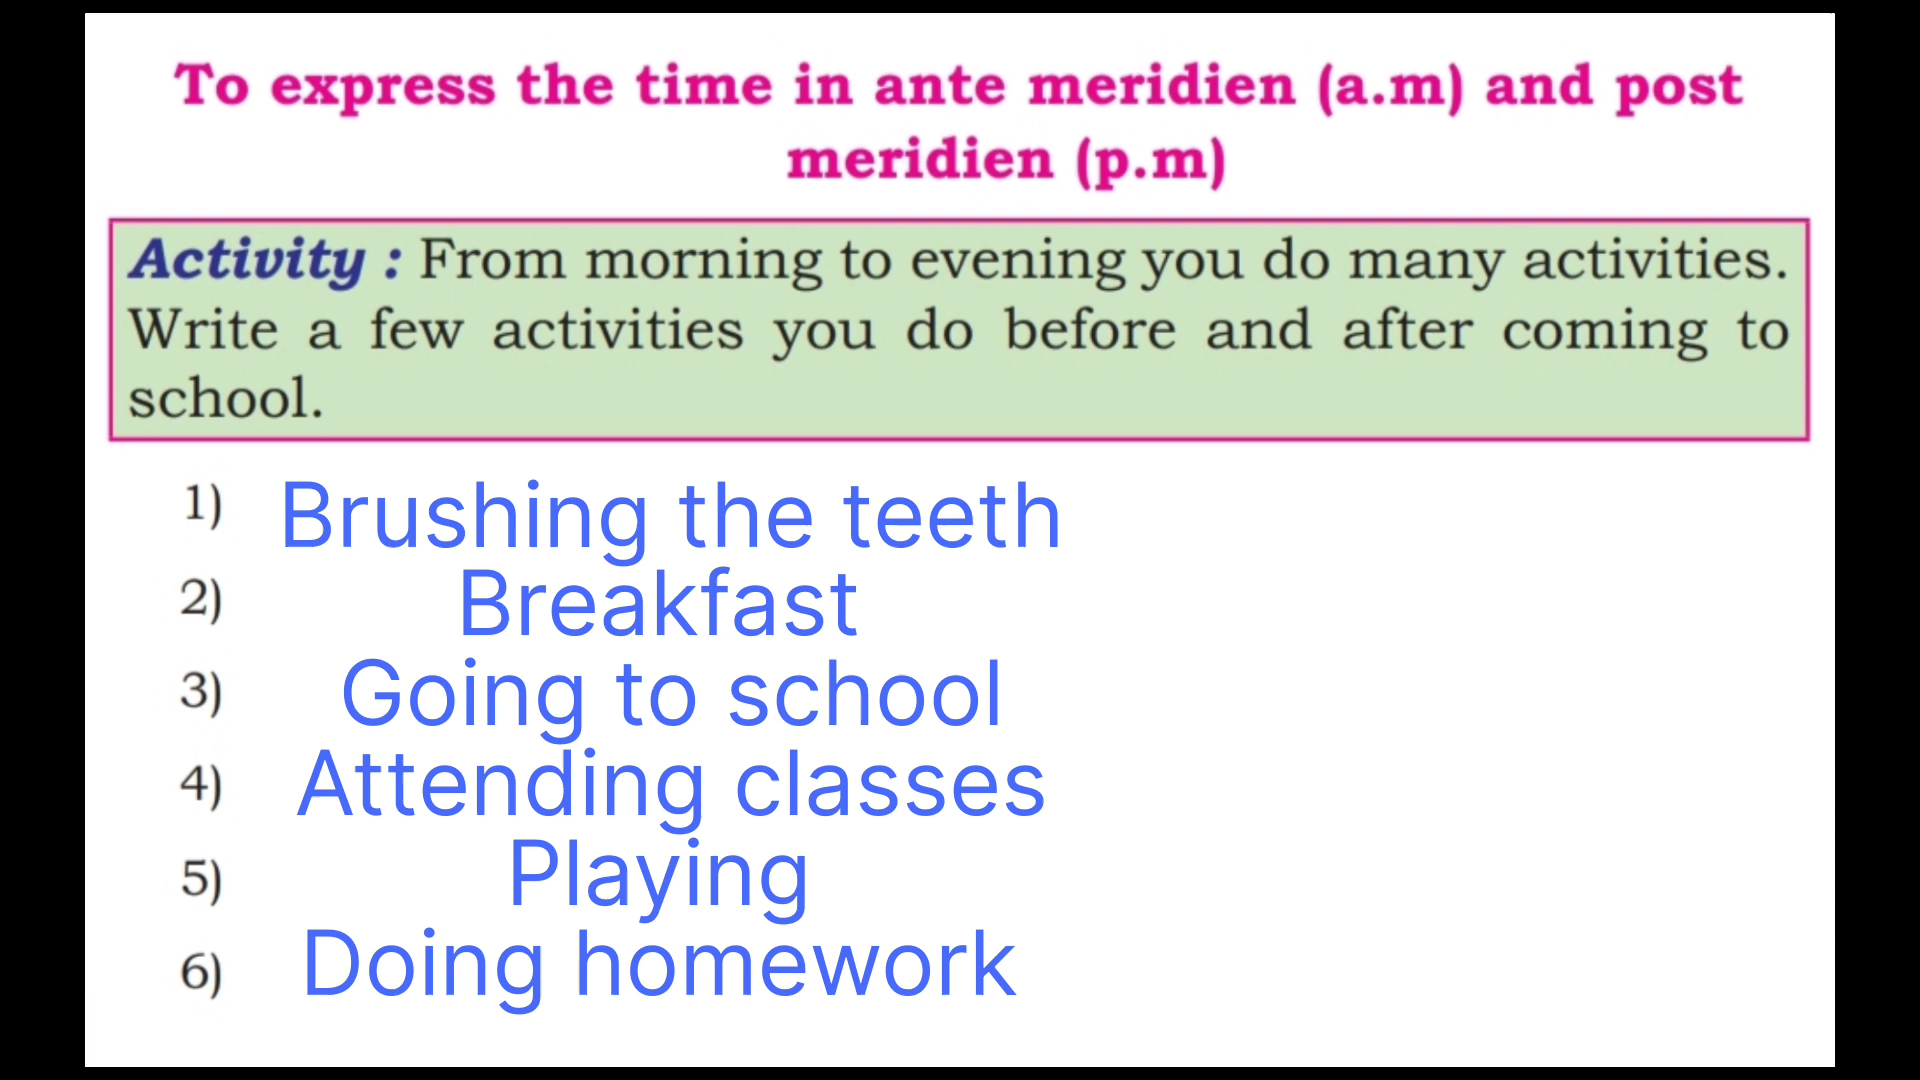 To express the time in ante meridien (a.m) and post
meridien (p.m)
Activity : From morning to evening you do many activities.
Write a few activities you do before and after coming to
school.
1) Brushing the teeth
2) Breakfast
3) Going to school
4) Attending classes
5) Playing
6) Doing homework